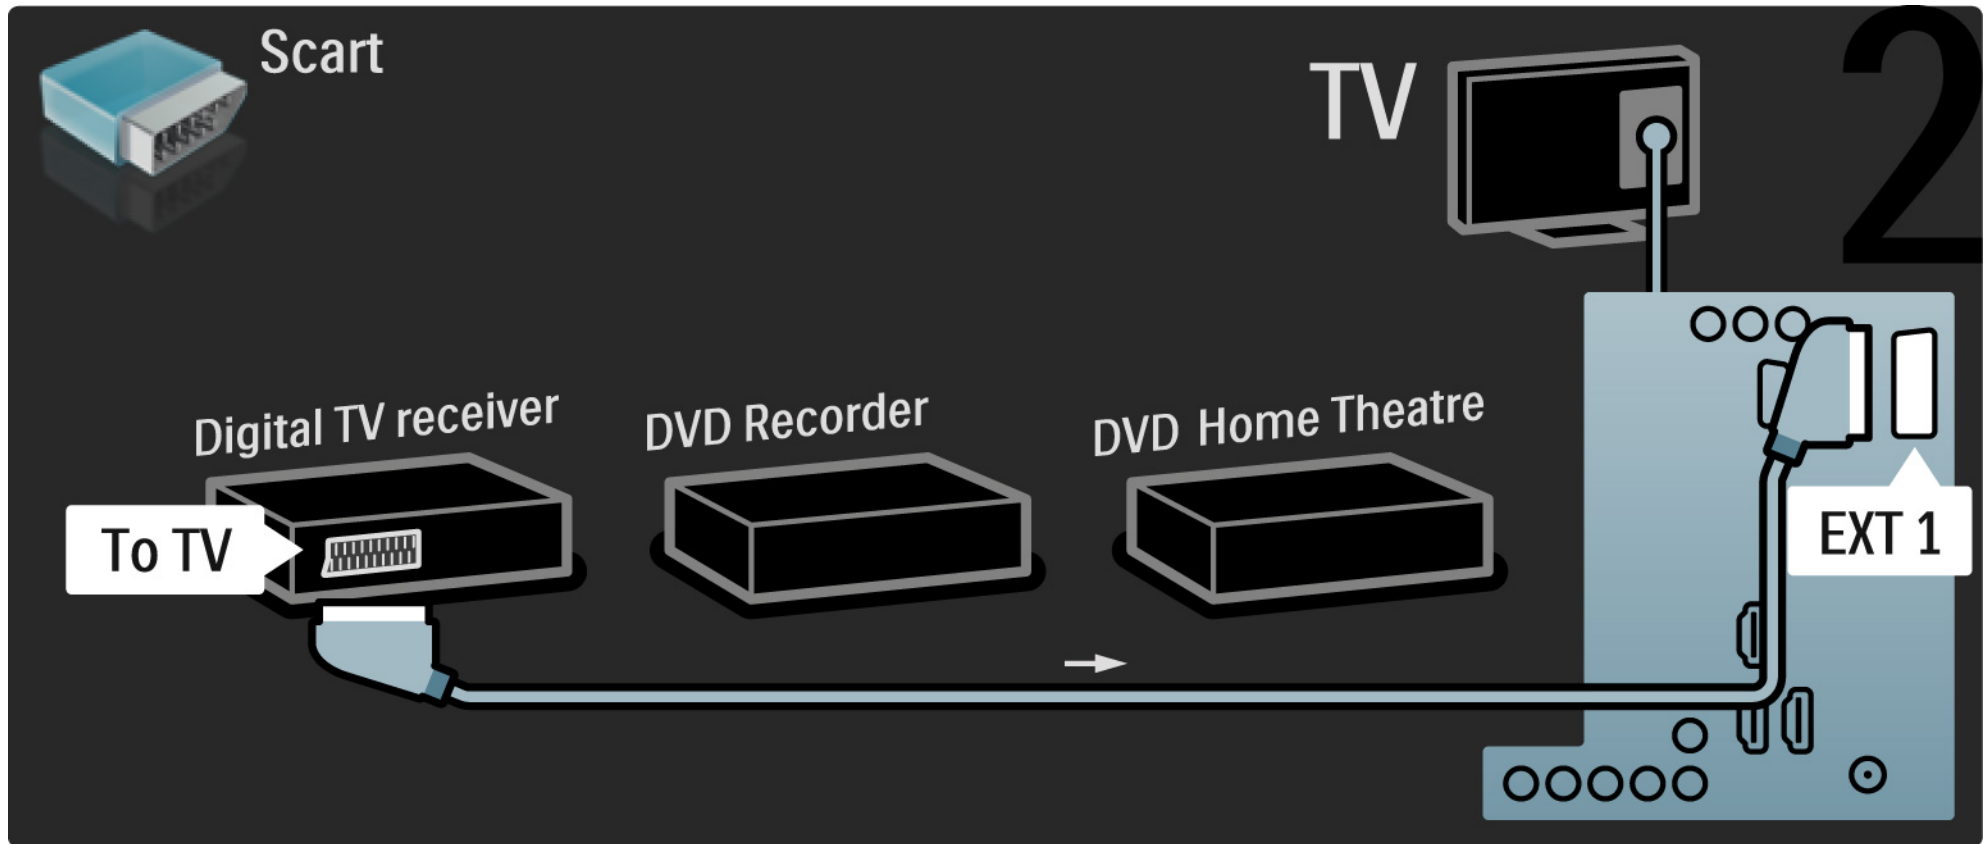 Scart
TV
2
Digital TV receiver
DVD Recorder
DVD Home Theatre
To TV
EXT 1